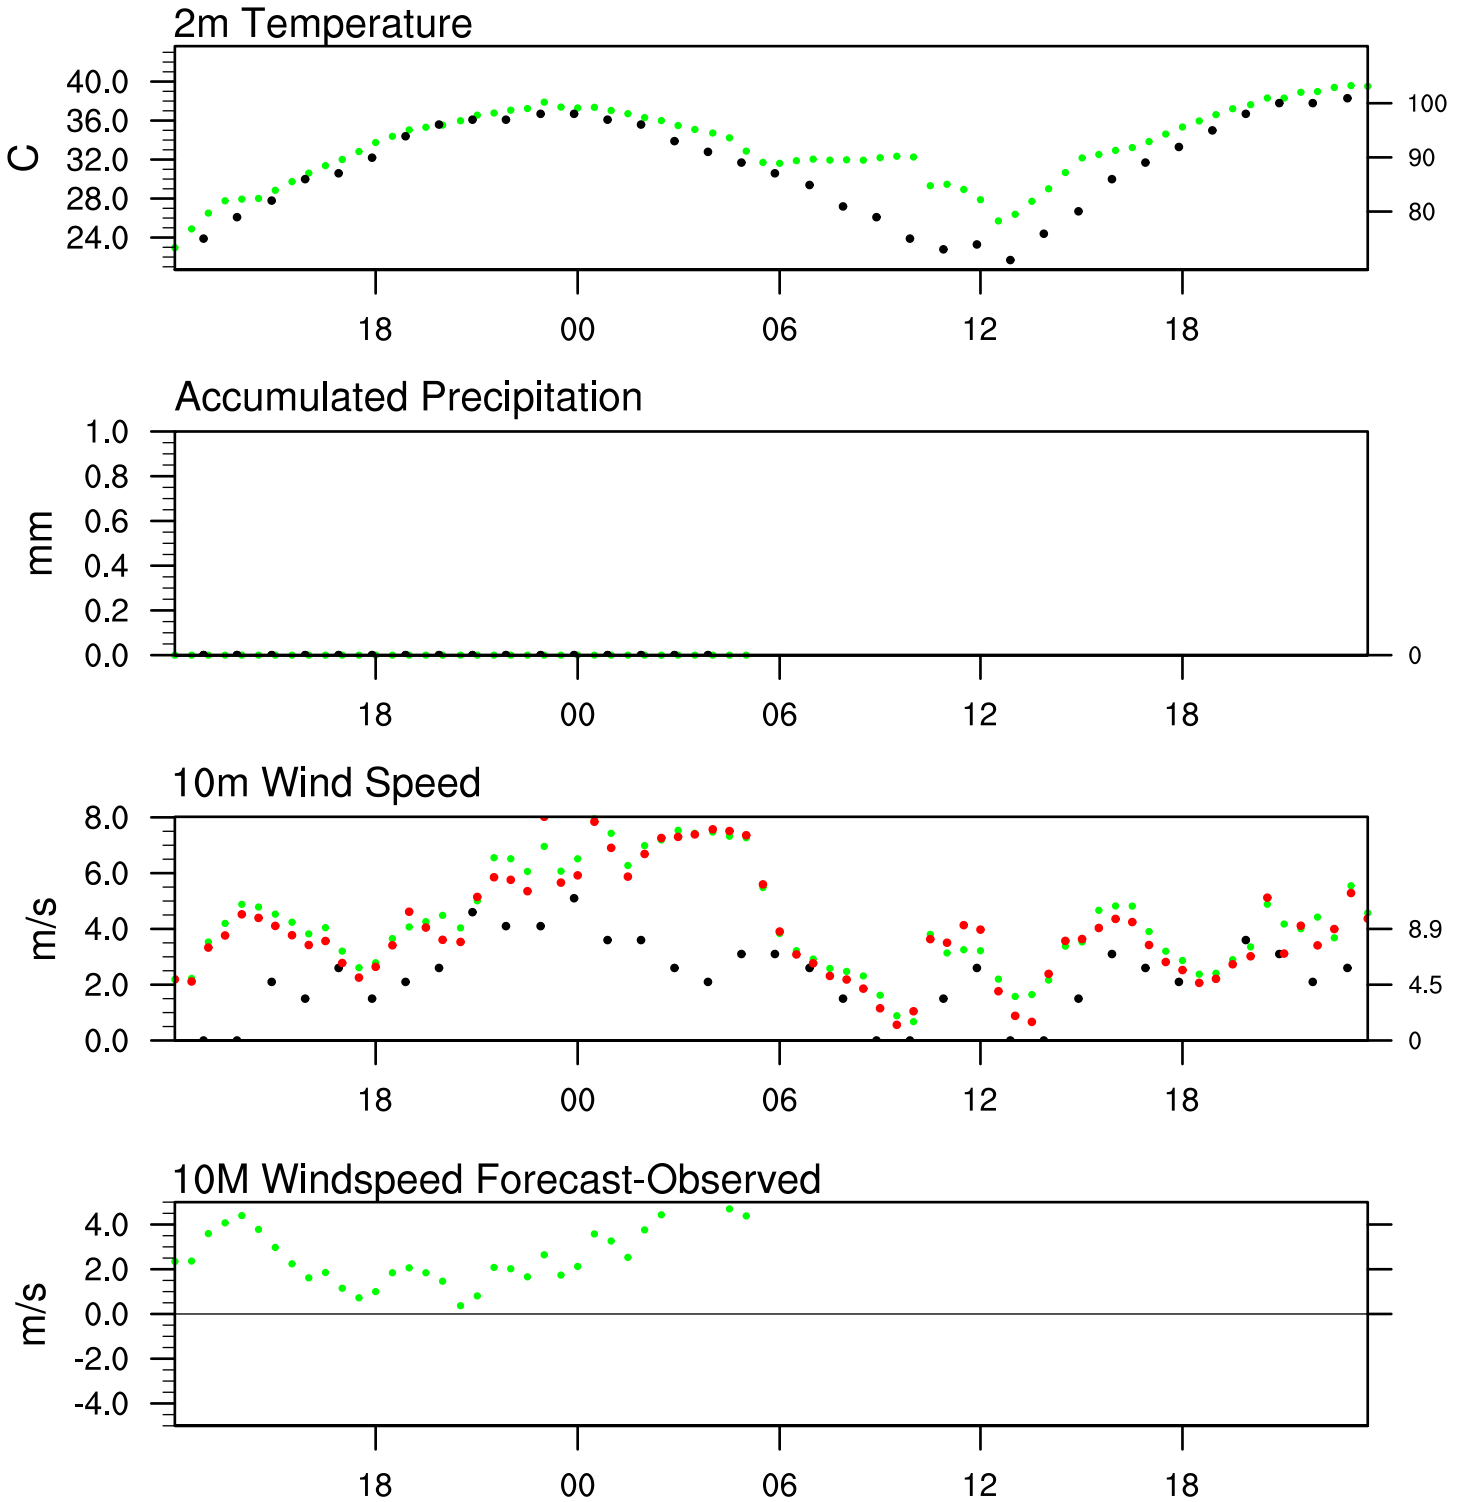 2m Temperature
C
40.0
36.0
32.0
28.0
24.0
100
90
80
18 00 06 12 18
Accumulated Precipitation
mm
1.0
0.8
0.6
0.4
0.2
0.0
0
18 00 06 12 18
10m Wind Speed
m/s
8.0
6.0
4.0
2.0
0.0
8.9
4.5
0
18 00 06 12 18
10M Windspeed Forecast-Observed
m/s
4.0
2.0
0.0
-2.0
-4.0
18 00 06 12 18